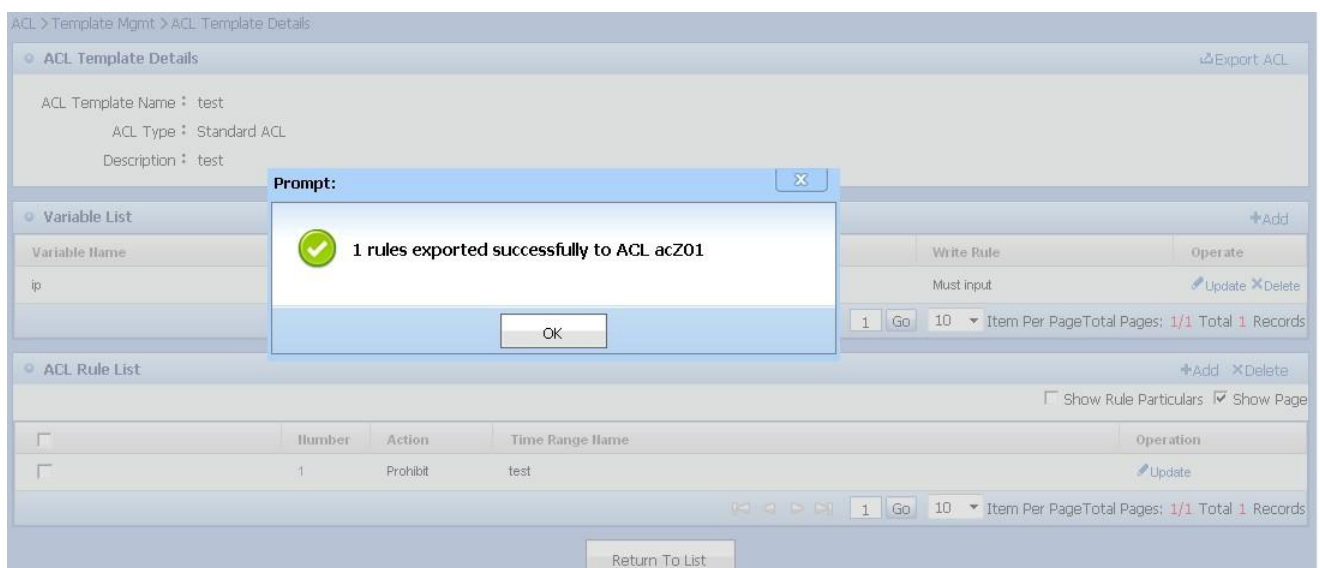 ACL > Template Mgmt > ACL Template Details
ACL Template Details
Export ACL
ACL Template Name : test
ACL Type : Standard ACL
Description : test
Prompt:
1 rules exported successfully to ACL acZ01
OK
Variable List
+Add
Variable Name Write Rule Operate
ip Must input Update ×Delete
1 Go 10 Item Per PageTotal Pages: 1/1 Total 1 Records
ACL Rule List
+Add ×Delete
Show Rule Particulars Show Page
Number Action Time Range Name Operation
1 Prohibit test Update
1 Go 10 Item Per PageTotal Pages: 1/1 Total 1 Records
Return To List